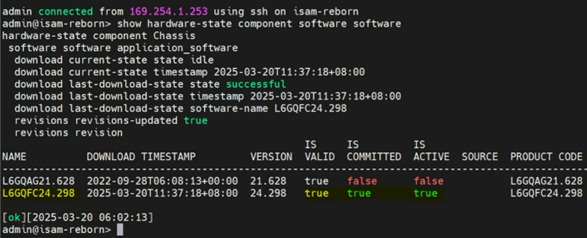 admin connected from 169.254.1.253 using ssh on isam-reborn
admin@isam-reborn> show hardware-state component software software
hardware-state component Chassis
 software software application_software
  download current-state state idle
  download current-state timestamp 2025-03-20T11:37:18+08:00
  download last-download-state state successful
  download last-download-state timestamp 2025-03-20T11:37:18+08:00
  download last-download-state software-name L6GQFC24.298
  revisions revisions-updated true
  revisions revision
IS IS IS
NAME DOWNLOAD TIMESTAMP VERSION VALID COMMITTED ACTIVE SOURCE PRODUCT CODE
L6GQAG21.628 2022-09-28T06:08:13+00:00 21.628 true false false L6GQAG21.628
L6GQFC24.298 2025-03-20T11:37:18+08:00 24.298 true true true L6GQFC24.298
[ok][2025-03-20 06:02:13]
admin@isam-reborn>